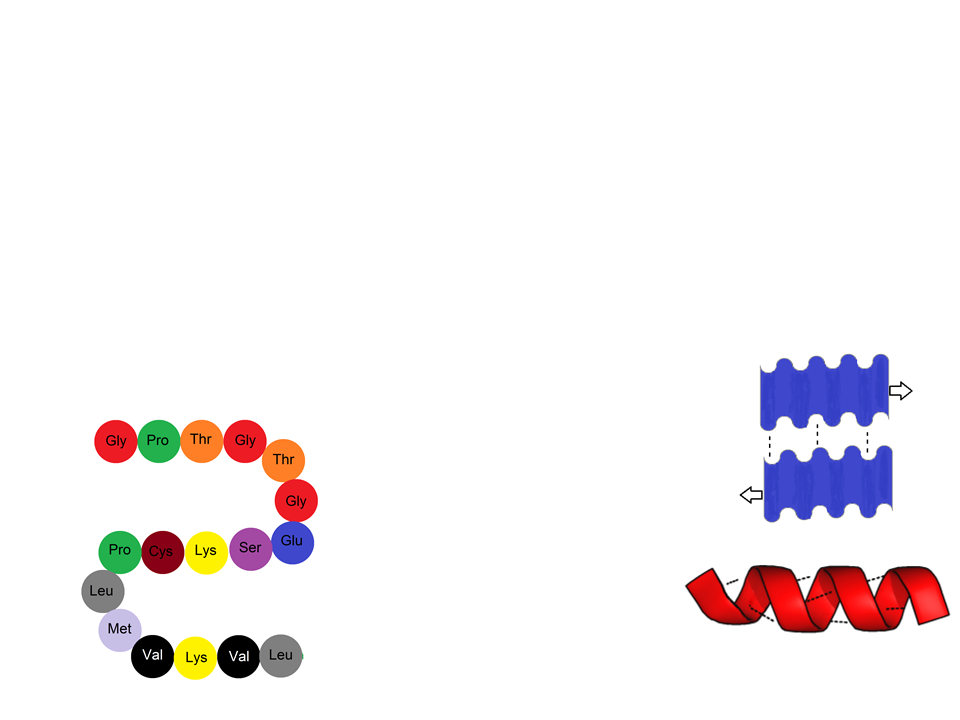 Gly Pro Thr Gly
Thr
Gly
Pro Cys Lys Ser Glu
Leu
Met
Val Lys Val Leu